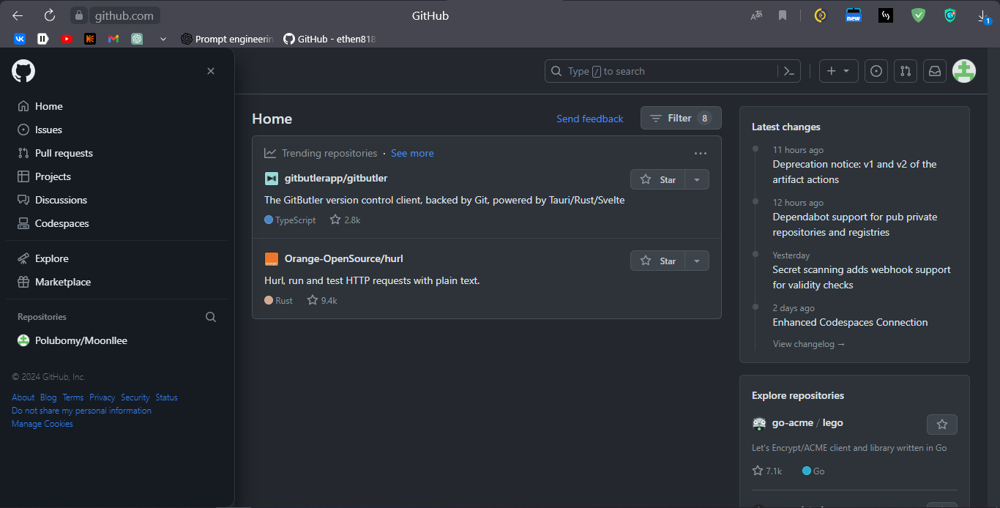 github.com
GitHub
new
1
Prompt engineerin
GitHub - ethen818
Type / to search
Home
Issues
Pull requests
Projects
Discussions
Codespaces
Explore
Marketplace
Repositories
Polubomy/Moonllee
© 2024 GitHub, Inc.
About Blog Terms Privacy Security Status
Do not share my personal information
Manage Cookies
Home
Send feedback
Filter 8
Trending repositories · See more
gitbutlerapp/gitbutler
Star
The GitButler version control client, backed by Git, powered by Tauri/Rust/Svelte
TypeScript 2.8k
Orange-OpenSource/hurl
Star
Hurl, run and test HTTP requests with plain text.
Rust 9.4k
Latest changes
11 hours ago
Deprecation notice: v1 and v2 of the
artifact actions
12 hours ago
Dependabot support for pub private
repositories and registries
Yesterday
Secret scanning adds webhook support
for validity checks
2 days ago
Enhanced Codespaces Connection
View changelog →
Explore repositories
go-acme / lego
Let's Encrypt/ACME client and library written in Go
7.1k Go